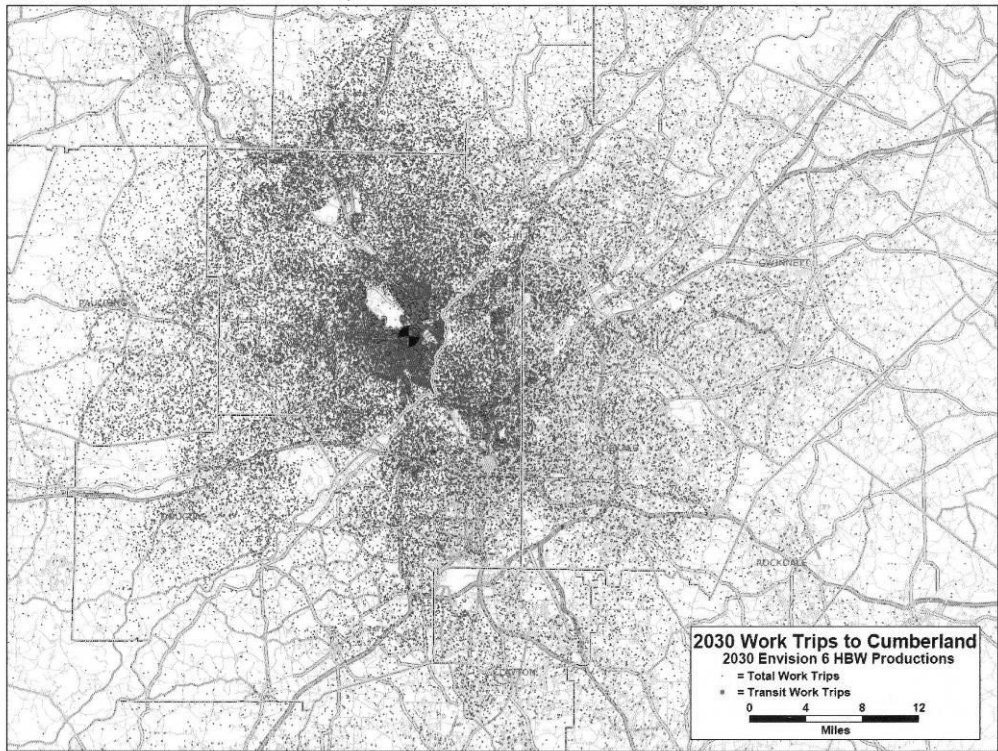 GWINNETT
PAULDING
DOUGLAS
ROCKDALE
CLAYTON
2030 Work Trips to Cumberland
2030 Envision 6 HBW Productions
= Total Work Trips
= Transit Work Trips
0 4 8 12
Miles